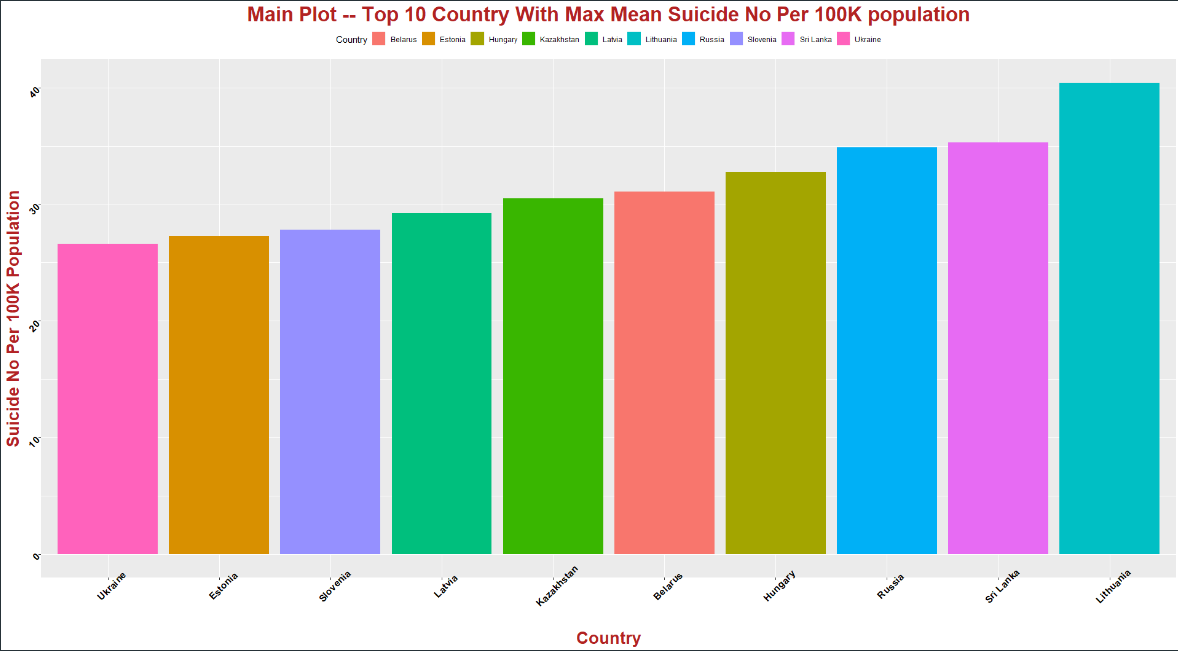 Main Plot -- Top 10 Country With Max Mean Suicide No Per 100K population
Country Belarus Estonia Hungary Kazakhstan Latvia Lithuania Russia Slovenia Sri Lanka Ukraine
Suicide No Per 100K Population
40
30
20
10
0
Ukraine Estonia Slovenia Latvia Kazakhstan Belarus Hungary Russia Sri Lanka Lithuania
Country